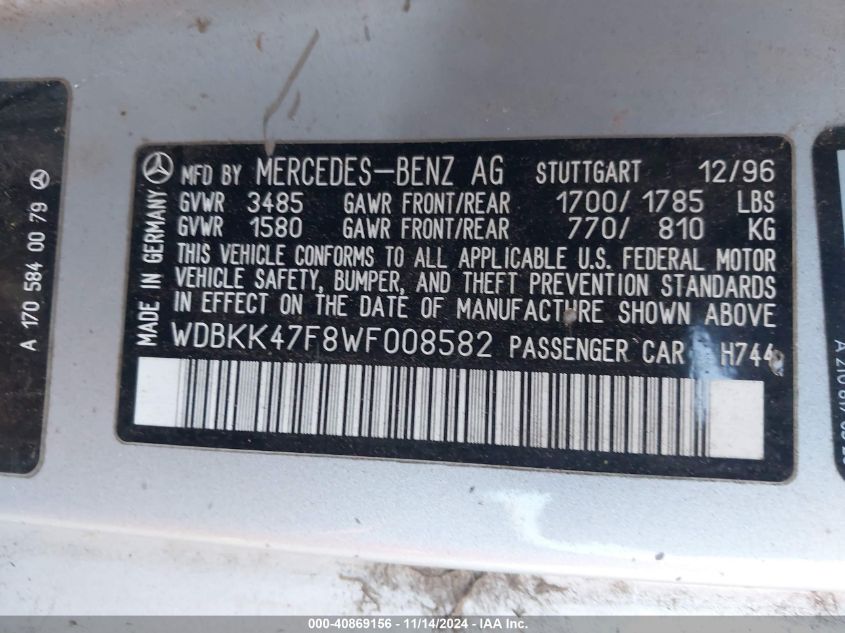 A 170 584 00 79
MADE IN GERMANY
MFD BY MERCEDES-BENZ AG STUTTGART 12/96
GVWR 3485 GAWR FRONT/REAR 1700/ 1785 LBS
GVWR 1580 GAWR FRONT/REAR 770/ 810 KG
THIS VEHICLE CONFORMS TO ALL APPLICABLE U.S. FEDERAL MOTOR
VEHICLE SAFETY, BUMPER, AND THEFT PREVENTION STANDARDS
IN EFFECT ON THE DATE OF MANUFACTURE SHOWN ABOVE
WDBKK47F8WF008582 PASSENGER CAR H744
000-40869156 - 11/14/2024 - IAA Inc.